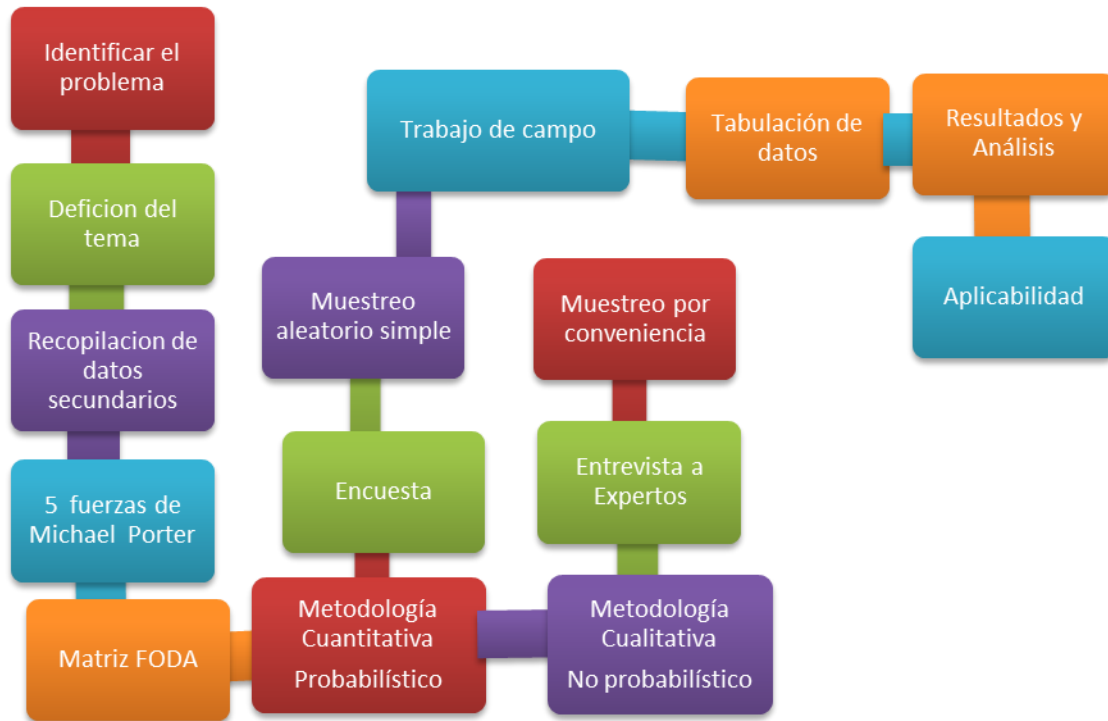 Identificar el
problema
Deficion del
tema
Recopilacion de
datos
secundarios
5 fuerzas de
Michael Porter
Matriz FODA
Metodología
Cuantitativa
Probabilístico
Encuesta
Muestreo
aleatorio simple
Metodología
Cualitativa
No probabilístico
Entrevista a
Expertos
Muestreo por
conveniencia
Trabajo de campo
Tabulación de
datos
Resultados y
Análisis
Aplicabilidad